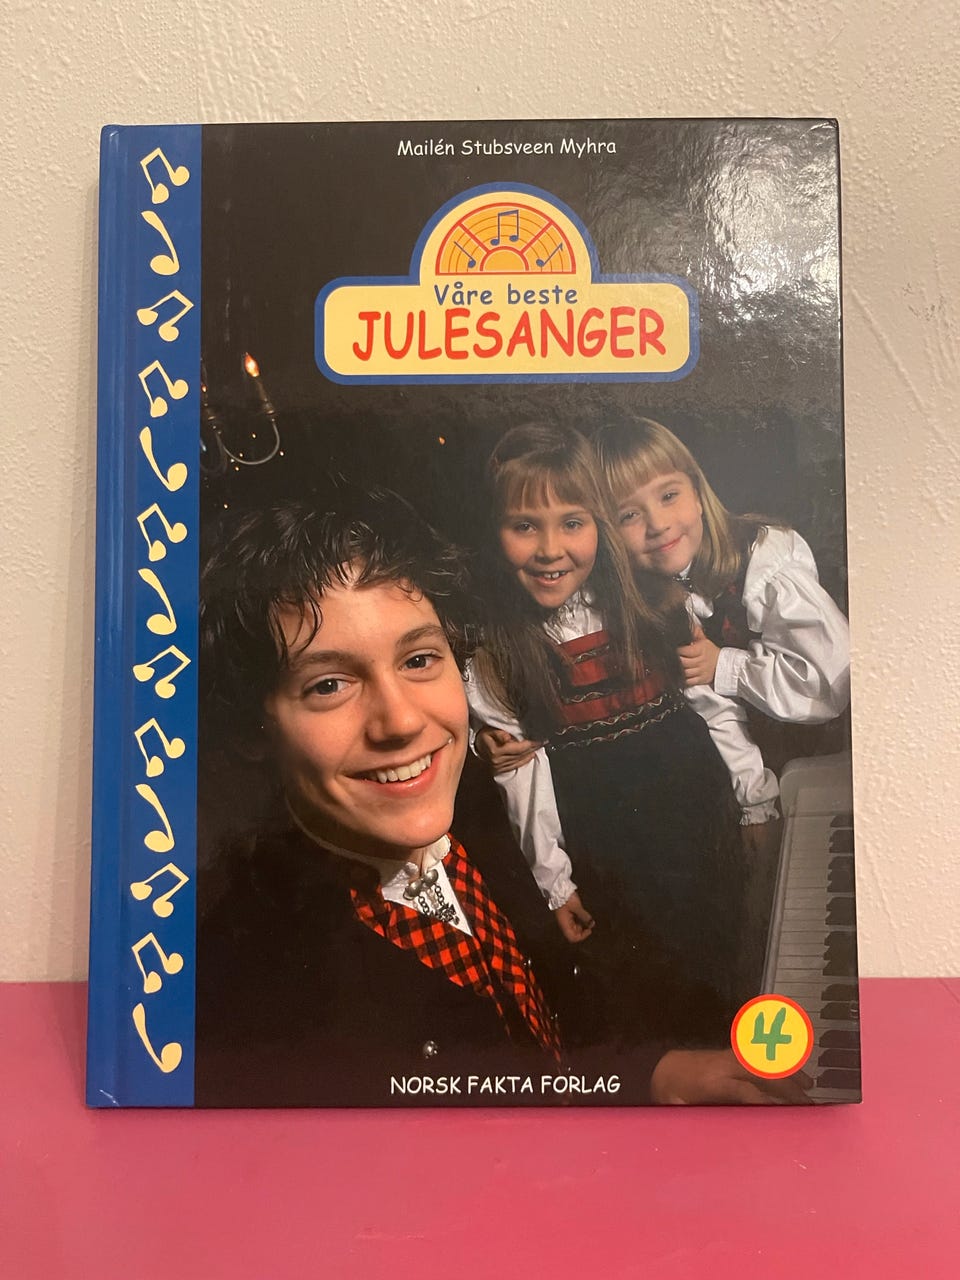 Mailén Stubsveen Myhra
Våre beste
JULESANGER
4
NORSK FAKTA FORLAG